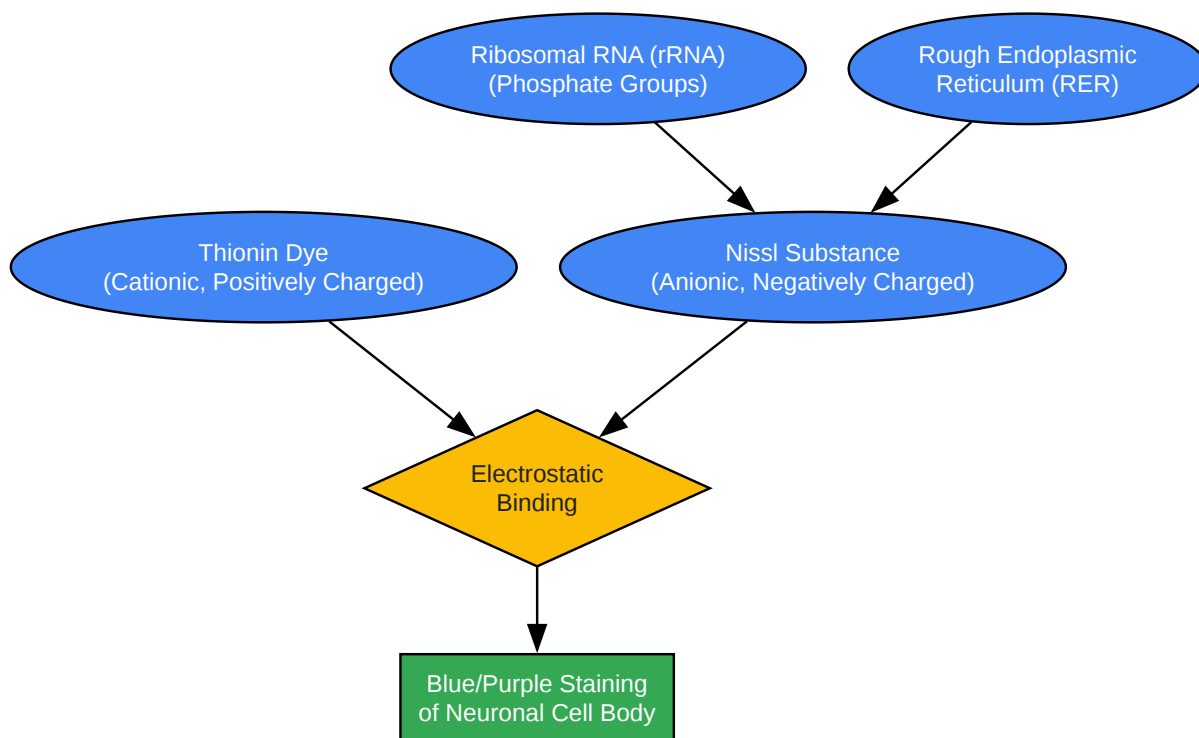 Ribosomal RNA (rRNA)
(Phosphate Groups)
Rough Endoplasmic
Reticulum (RER)
Thionin Dye
(Cationic, Positively Charged)
Nissl Substance
(Anionic, Negatively Charged)
Electrostatic
Binding
Blue/Purple Staining
of Neuronal Cell Body